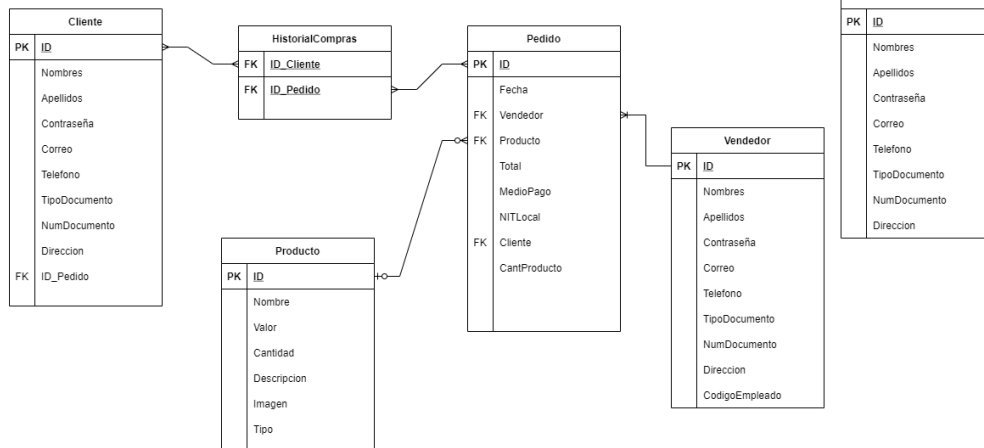 Cliente
PK ID
Nombres
Apellidos
Contraseña
Correo
Telefono
TipoDocumento
NumDocumento
Direccion
FK ID_Pedido
HistorialCompras
FK ID_Cliente
FK ID_Pedido
Pedido
PK ID
Fecha
FK Vendedor
FK Producto
Total
MedioPago
NITLocal
FK Cliente
CantProducto
Producto
PK ID
Nombre
Valor
Cantidad
Descripcion
Imagen
Tipo
Vendedor
PK ID
Nombres
Apellidos
Contraseña
Correo
Telefono
TipoDocumento
NumDocumento
Direccion
CodigoEmpleado
PK ID
Nombres
Apellidos
Contraseña
Correo
Telefono
TipoDocumento
NumDocumento
Direccion